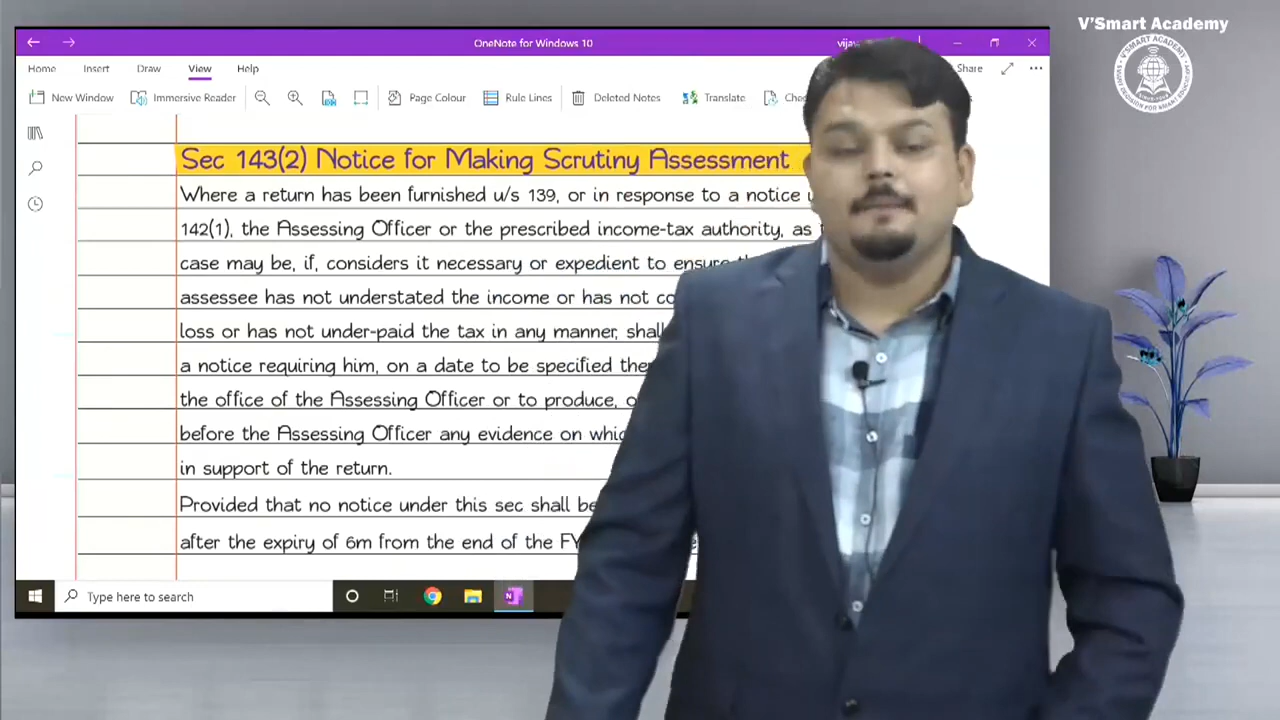 V'Smart Academy
OneNote for Windows 10
Home Insert Draw View Help
Share
New Window Immersive Reader Page Colour Rule Lines Deleted Notes Translate
Sec 143(2) Notice for Making Scrutiny Assessment
Where a return has been furnished u/s 139, or in response to a notice
142(1), the Assessing Officer or the prescribed income-tax authority, as
case may be, if, considers it necessary or expedient to ensure
assessee has not understated the income or has not
loss or has not under-paid the tax in any manner, shall
a notice requiring him, on a date to be specified
the office of the Assessing Officer or to produce,
before the Assessing Officer any evidence on
in support of the return.
Provided that no notice under this sec shall be
after the expiry of 6m from the end of the FY
Type here to search